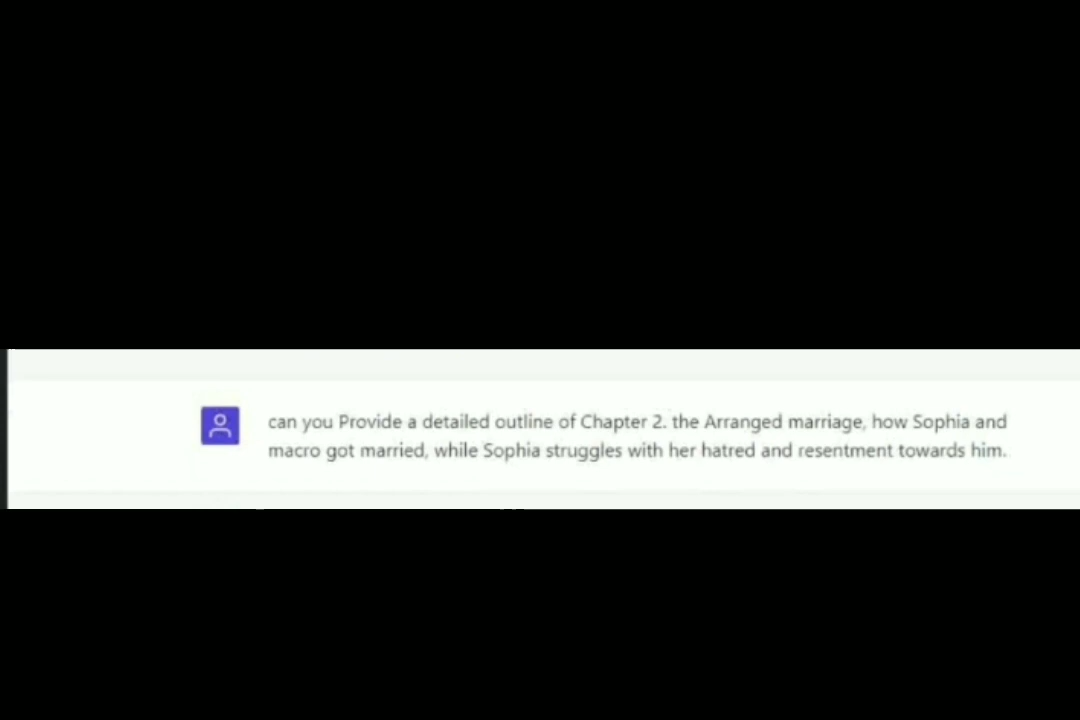 can you Provide a detailed outline of Chapter 2. the Arranged marriage, how Sophia and
macro got married, while Sophia struggles with her hatred and resentment towards him.